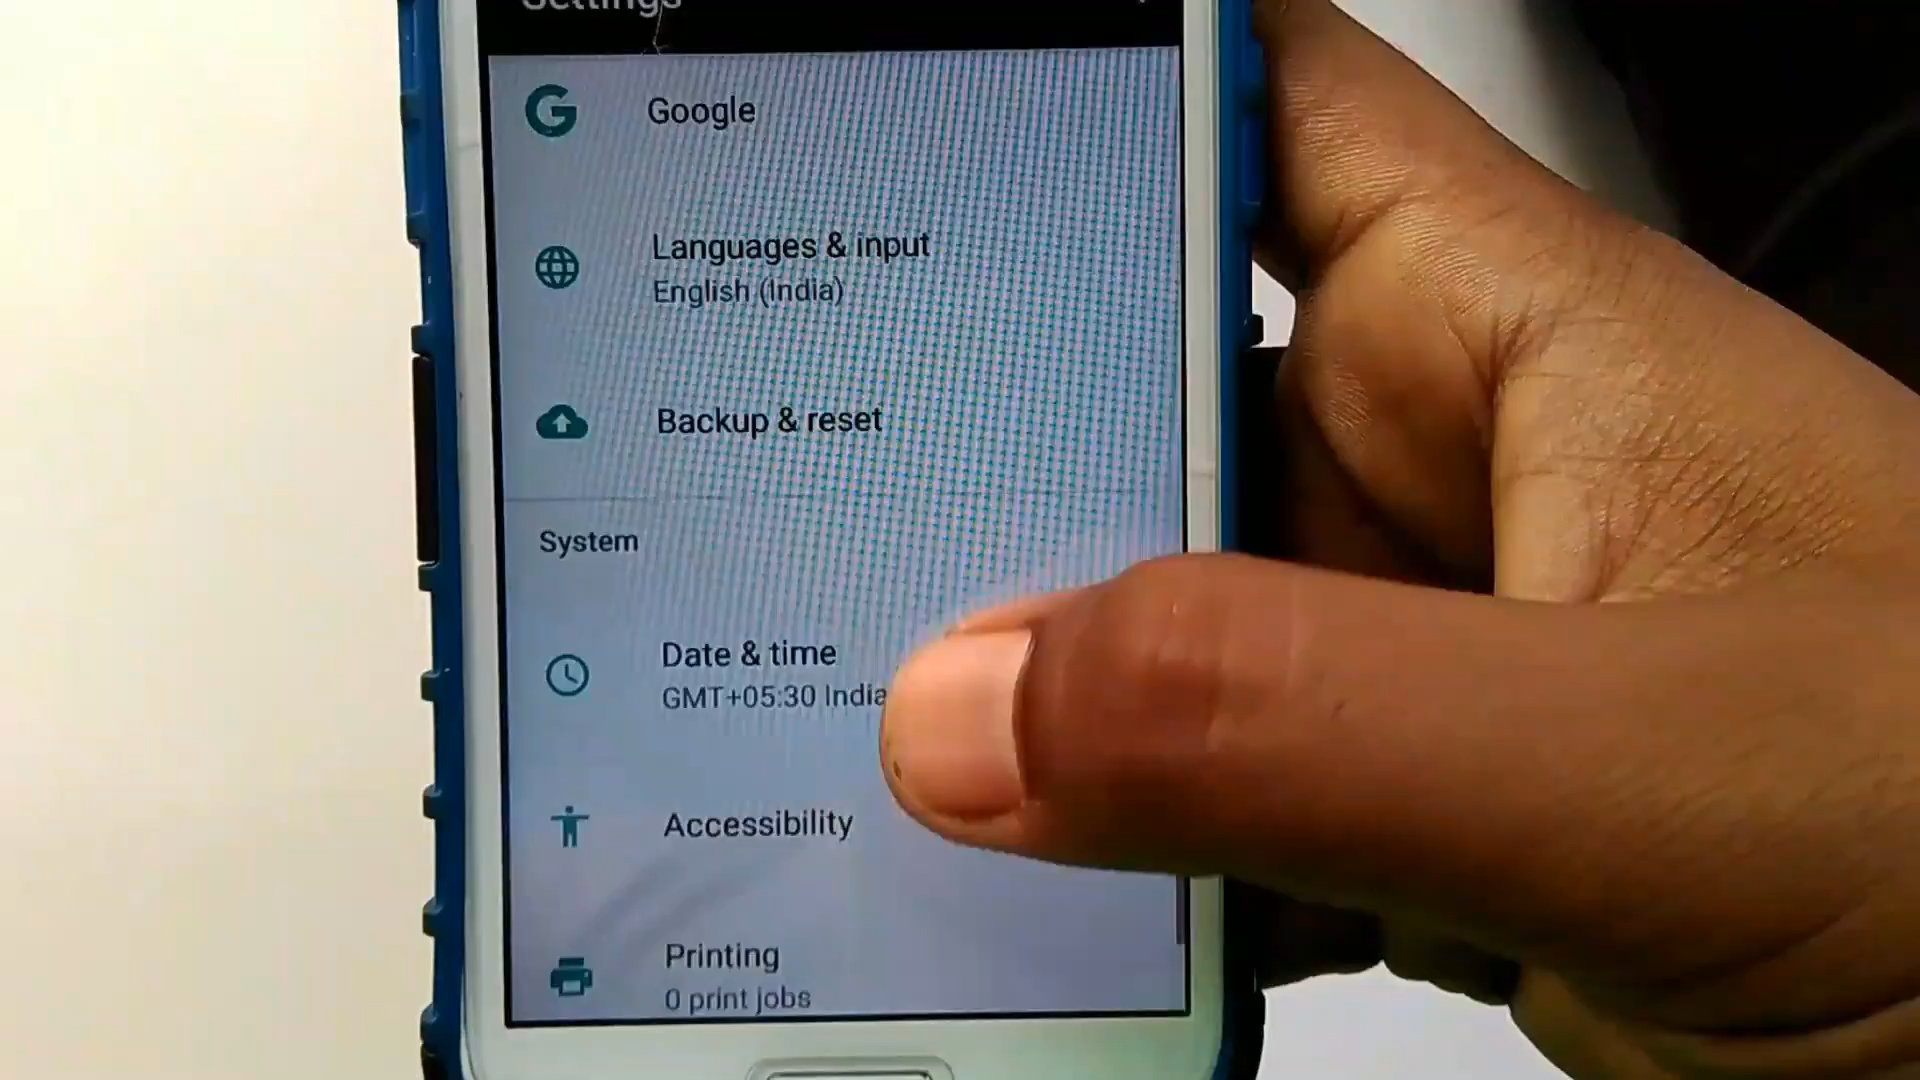 Settings
Google
Languages & input
English (India)
Backup & reset
System
Date & time
GMT+05:30 India
Accessibility
Printing
0 print jobs